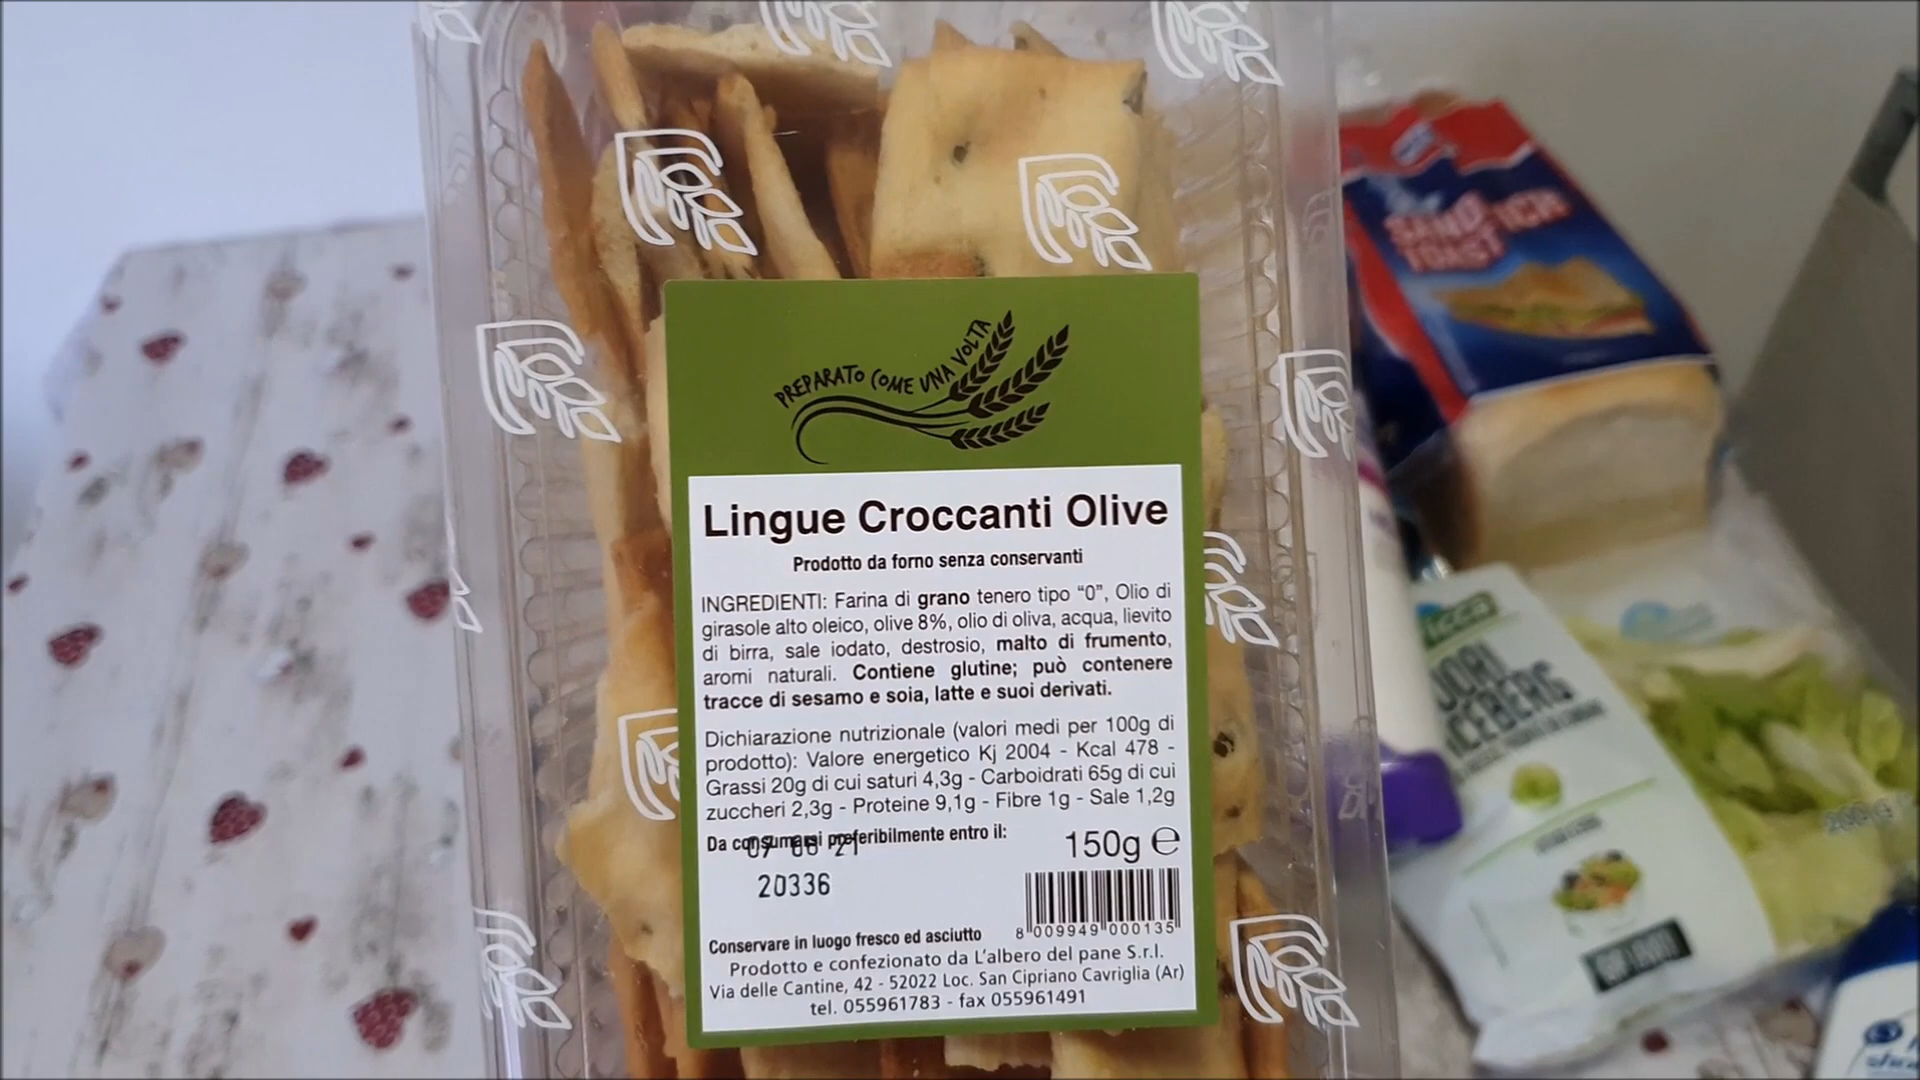 PREPARATO COME UNA VOLTA
Lingue Croccanti Olive
Prodotto da forno senza conservanti
INGREDIENTI: Farina di grano tenero tipo “0”, Olio di
girasole alto oleico, olive 8%, olio di oliva, acqua, lievito
di birra, sale iodato, destrosio, malto di frumento,
aromi naturali. Contiene glutine; può contenere
tracce di sesamo e soia, latte e suoi derivati.
Dichiarazione nutrizionale (valori medi per 100g di
prodotto): Valore energetico Kj 2004 - Kcal 478 -
Grassi 20g di cui saturi 4,3g - Carboidrati 65g di cui
zuccheri 2,3g - Proteine 9,1g - Fibre 1g - Sale 1,2g
Da consumarsi preferibilmente entro il:
150g e
20336
8 009949 000135
Conservare in luogo fresco ed asciutto
Prodotto e confezionato da L’albero del pane S.r.l.
Via delle Cantine, 42 - 52022 Loc. San Cipriano Cavriglia (Ar)
tel. 055961783 - fax 055961491
SANDWICH
TOAST
ICEBERG